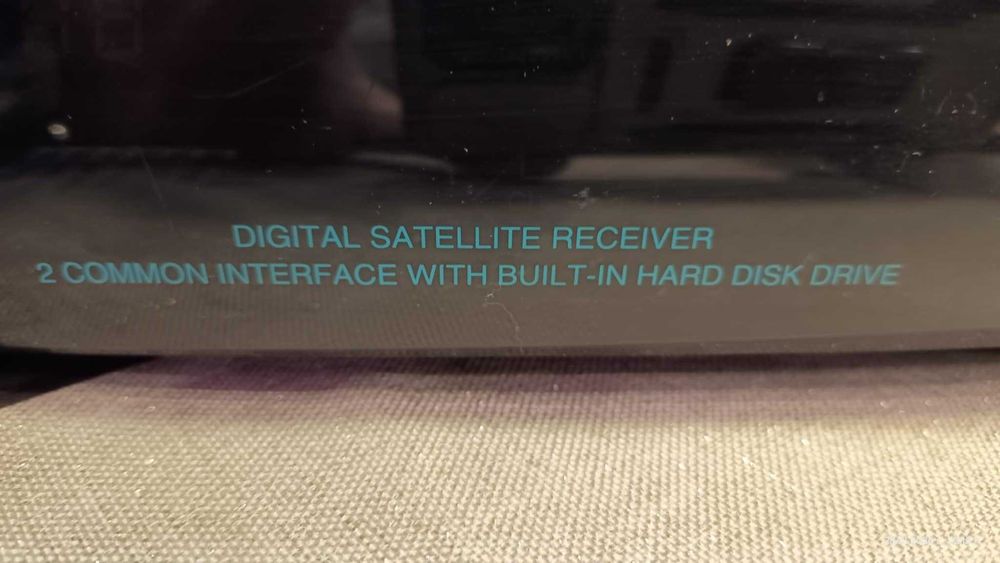 DIGITAL SATELLITE RECEIVER
2 COMMON INTERFACE WITH BUILT-IN HARD DISK DRIVE